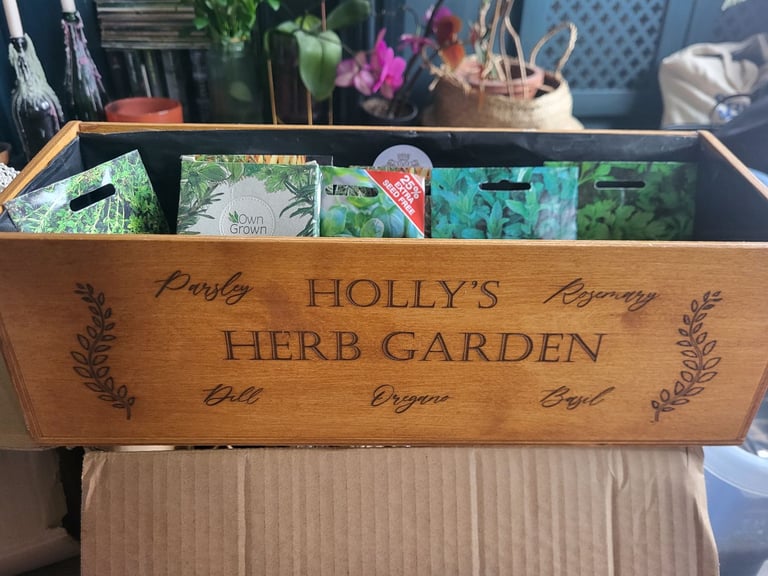 Own
Grown
25%
EXTRA
SEED FREE
Parsley HOLLY'S Rosemary
HERB GARDEN
Dill Oregano Basil